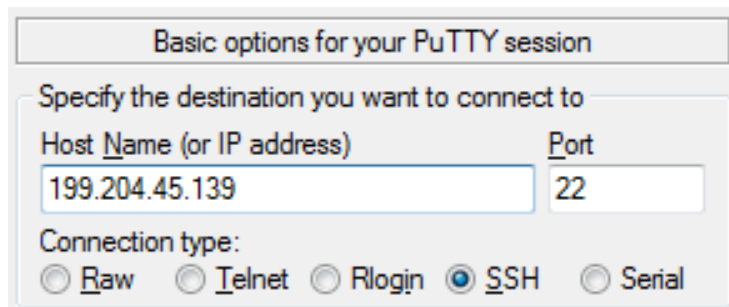 Basic options for your PuTTY session
Specify the destination you want to connect to
Host Name (or IP address) Port
199.204.45.139 22
Connection type:
Raw Telnet Rlogin SSH Serial